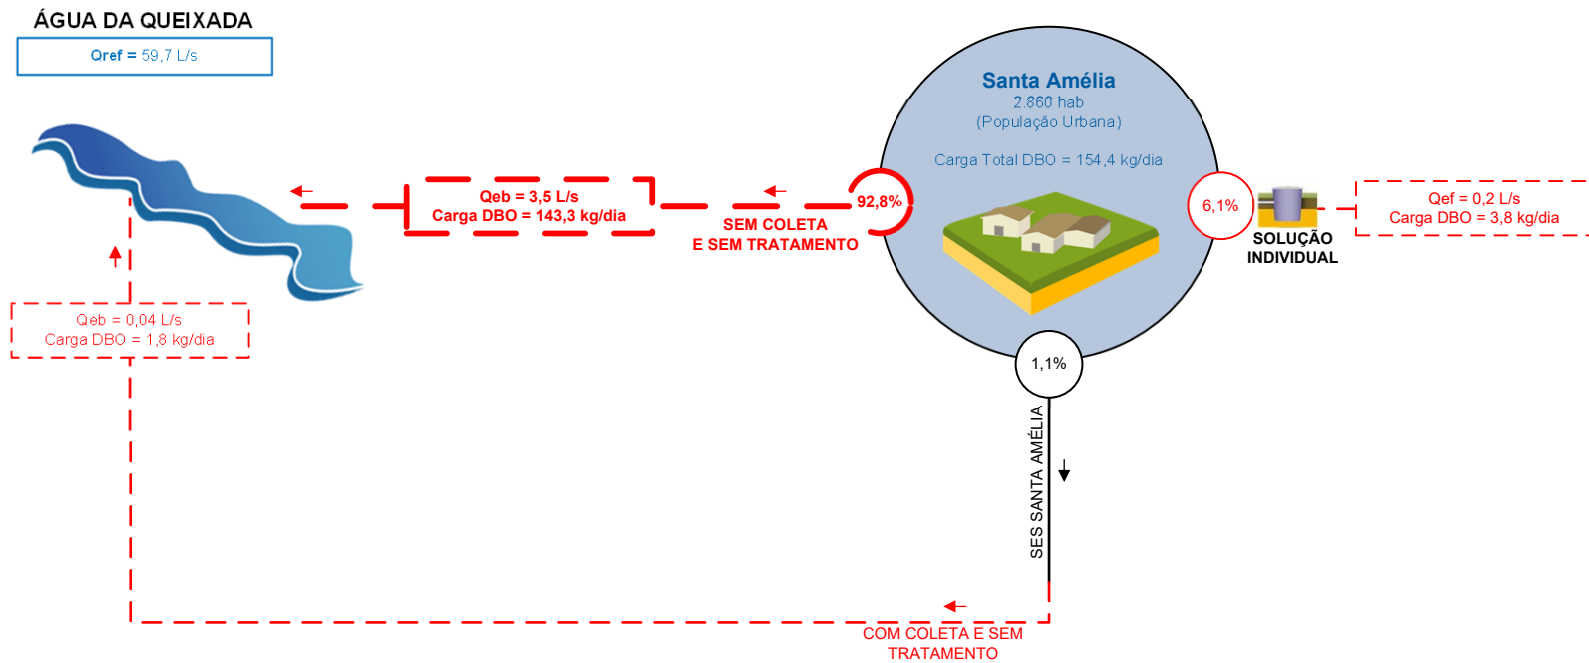 ÁGUA DA QUEIXADA
Qref = 59,7 L/s
Santa Amélia
2.860 hab
(População Urbana)
Carga Total DBO = 154,4 kg/dia
Qeb = 3,5 L/s
Carga DBO = 143,3 kg/dia
SEM COLETA
E SEM TRATAMENTO
92,8%
6,1%
SOLUÇÃO
INDIVIDUAL
Qef = 0,2 L/s
Carga DBO = 3,8 kg/dia
Qeb = 0,04 L/s
Carga DBO = 1,8 kg/dia
1,1%
SES SANTA AMÉLIA
COM COLETA E SEM
TRATAMENTO